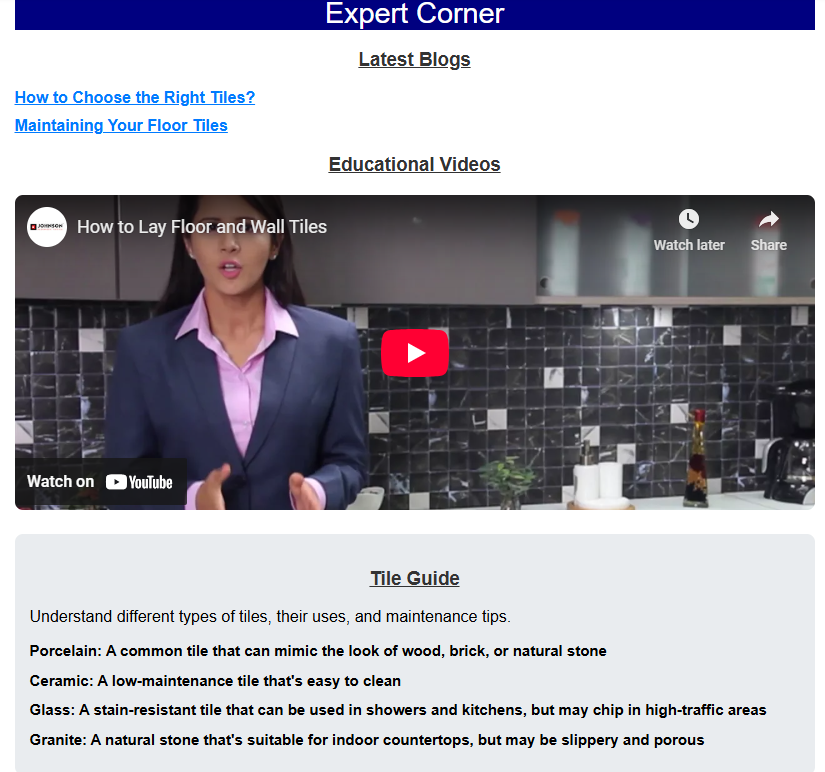 Expert Corner
Latest Blogs
How to Choose the Right Tiles?
Maintaining Your Floor Tiles
Educational Videos
JOHNSON
How to Lay Floor and Wall Tiles
Watch later
Share
Watch on YouTube
Tile Guide
Understand different types of tiles, their uses, and maintenance tips.
Porcelain: A common tile that can mimic the look of wood, brick, or natural stone
Ceramic: A low-maintenance tile that's easy to clean
Glass: A stain-resistant tile that can be used in showers and kitchens, but may chip in high-traffic areas
Granite: A natural stone that's suitable for indoor countertops, but may be slippery and porous